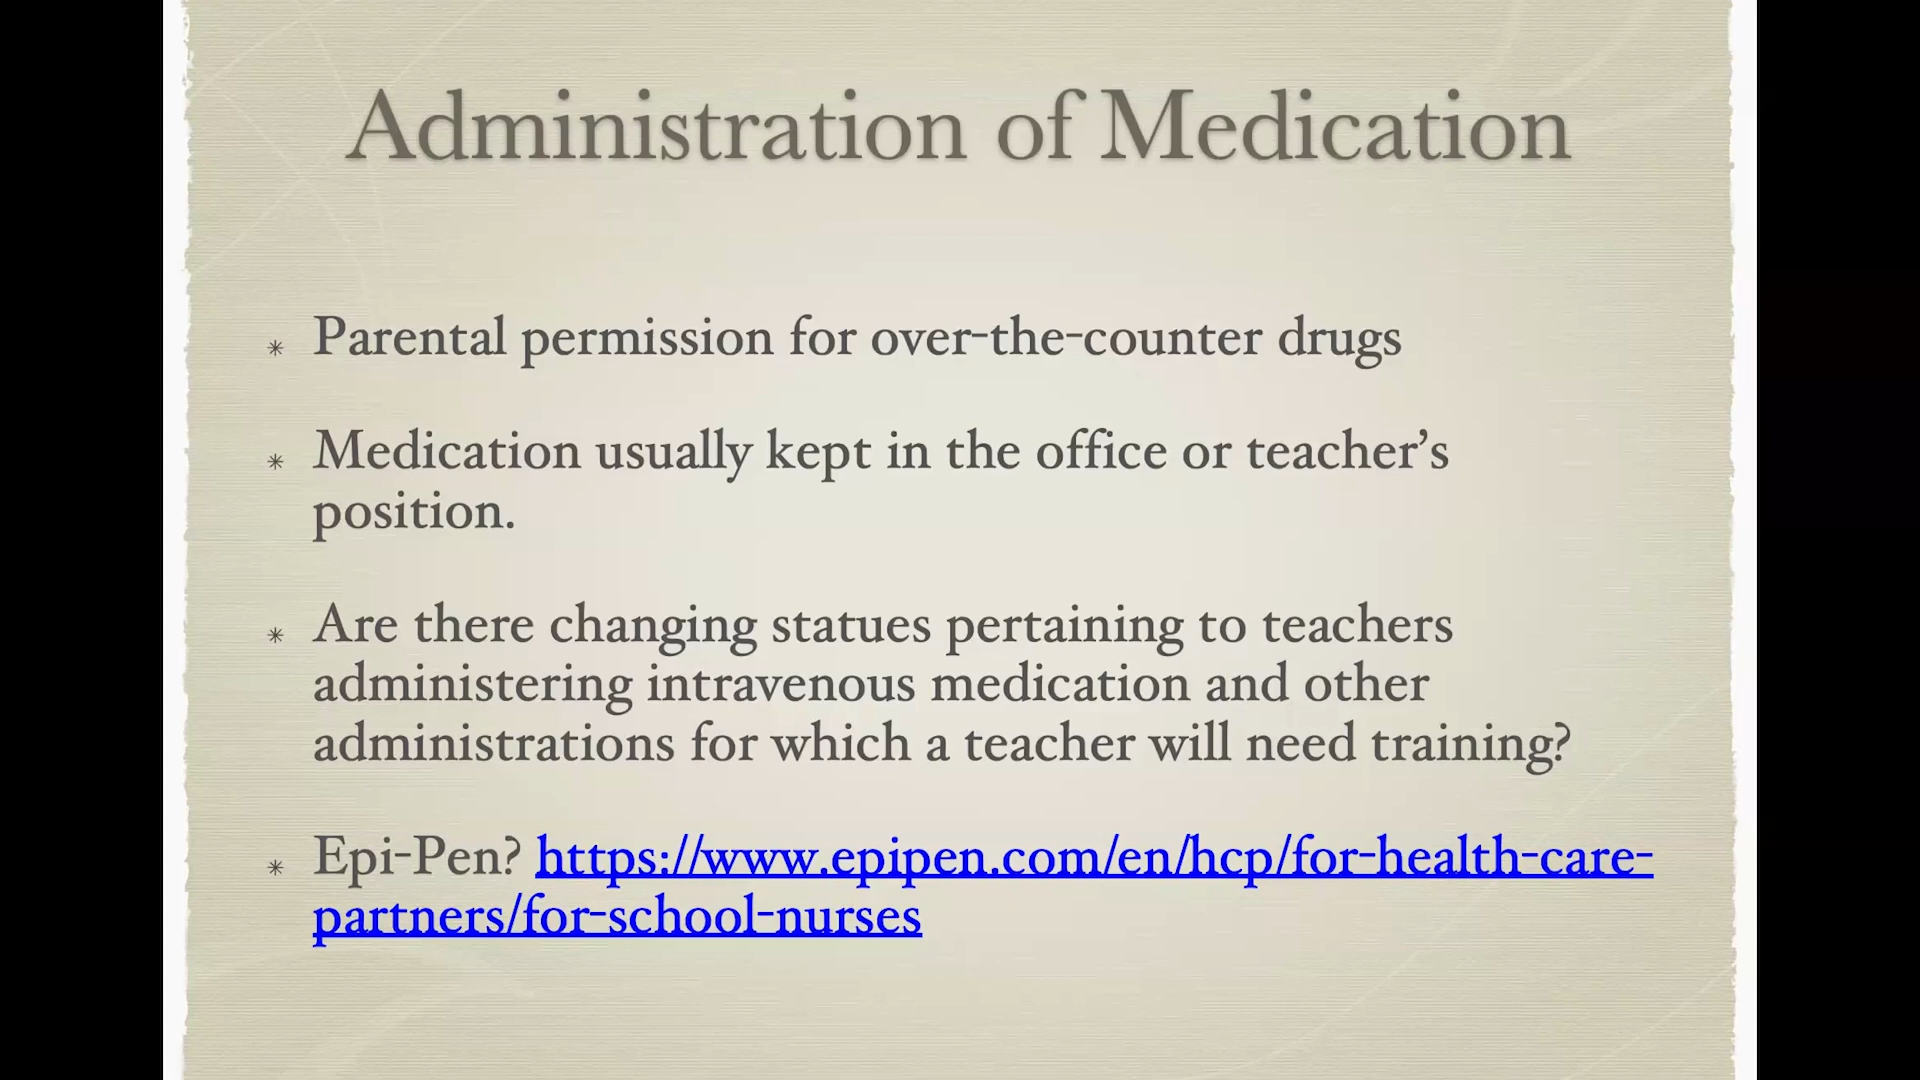 Administration of Medication
* Parental permission for over-the-counter drugs
* Medication usually kept in the office or teacher’s
position.
* Are there changing statues pertaining to teachers
administering intravenous medication and other
administrations for which a teacher will need training?
* Epi-Pen? https://www.epipen.com/en/hcp/for-health-care-
partners/for-school-nurses